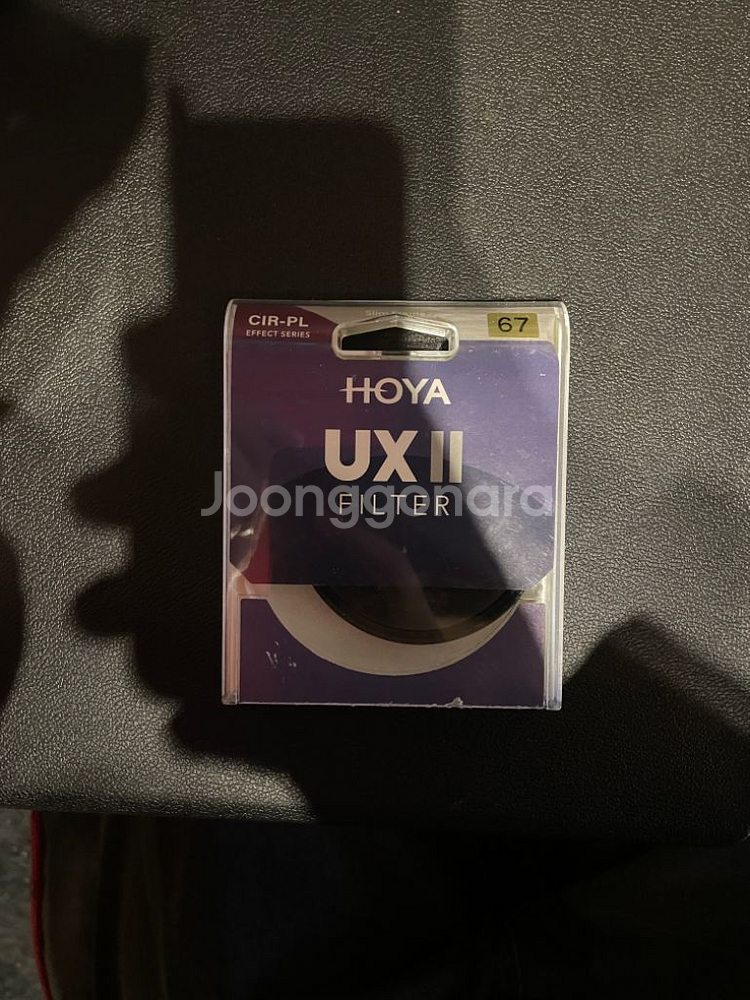 CIR-PL
EFFECT SERIES
67
HOYA
UX II
FILTER
Joonggonara